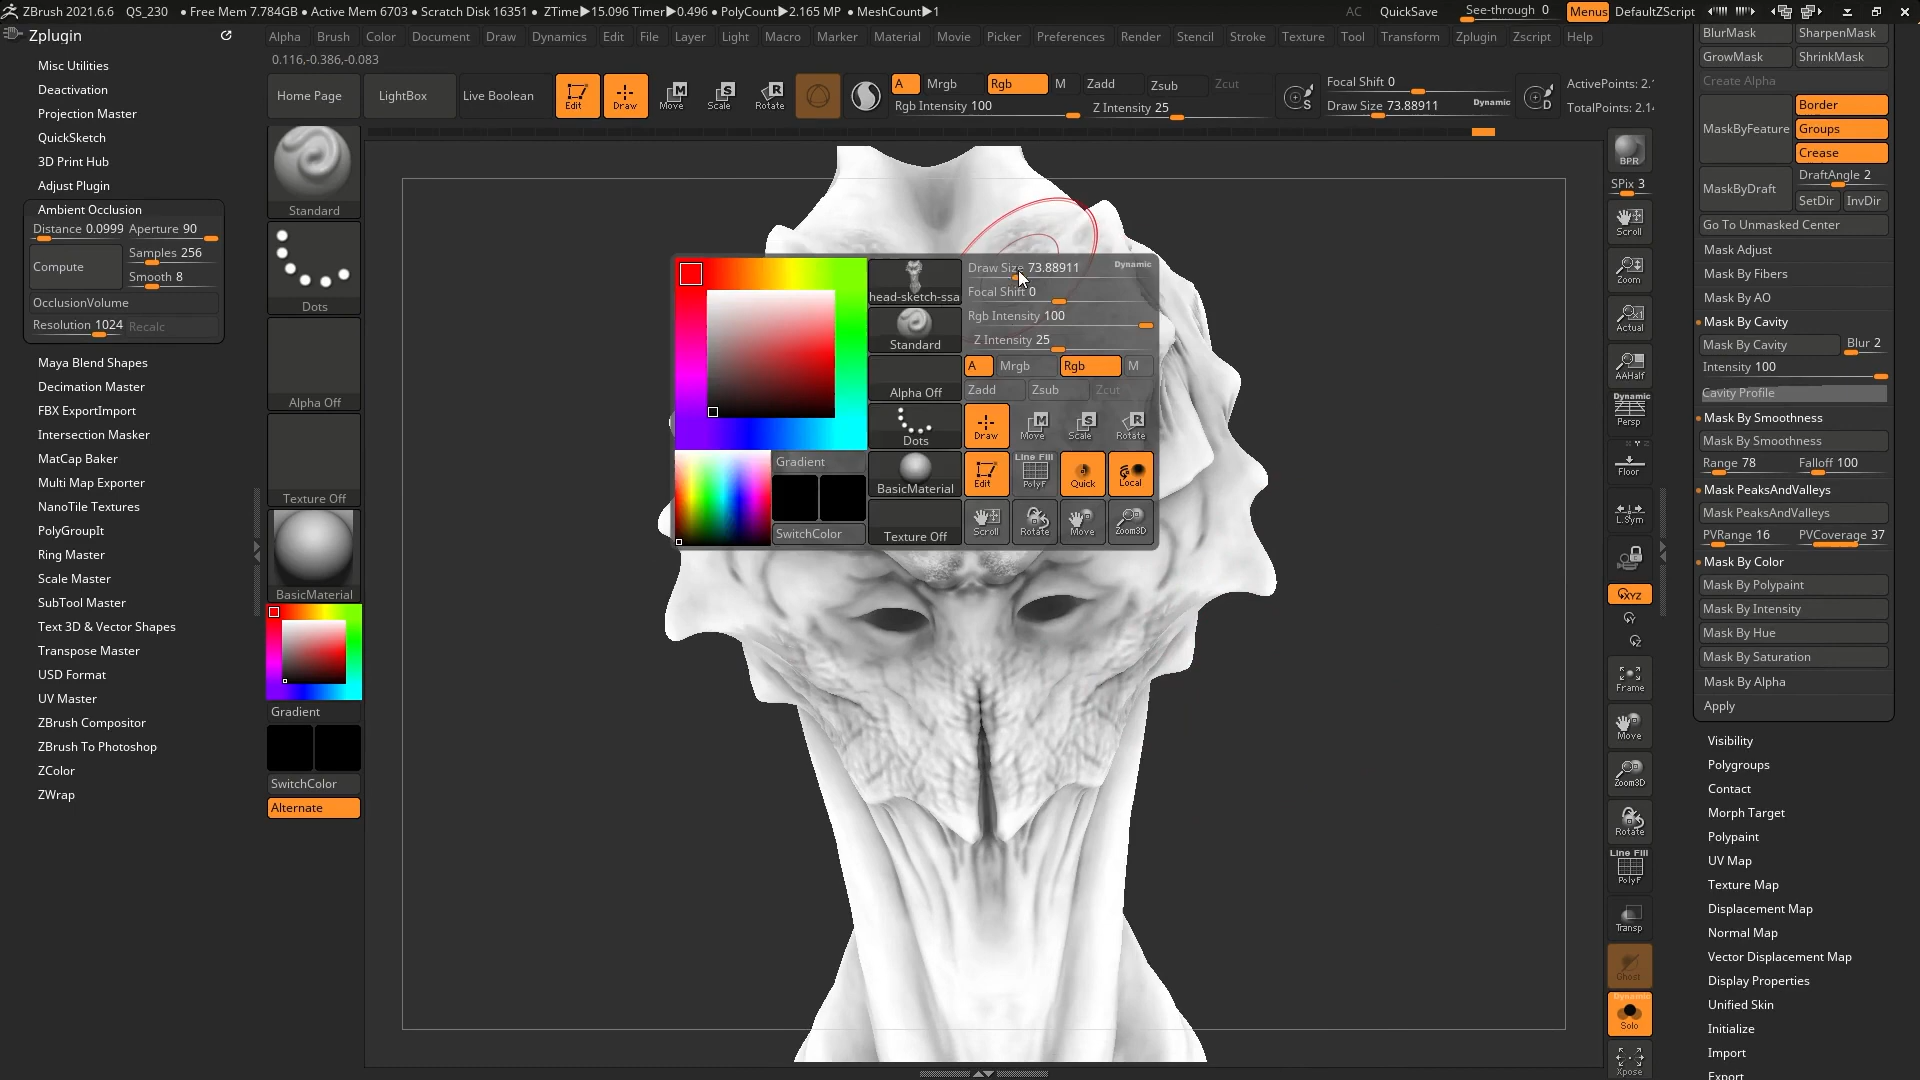 ZBrush 2021.6.6 QS_230 • Free Mem 7.784GB • Active Mem 6703 • Scratch Disk 16351 • ZTime▶15.096 Timer▶0.496 • PolyCount▶2.165 MP • MeshCount▶1
AC QuickSave See-through 0 Menus DefaultZScript
Zplugin
Alpha Brush Color Document Draw Dynamics Edit File Layer Light Macro Marker Material Movie Picker Preferences Render Stencil Stroke Texture Tool Transform Zplugin Zscript Help
0.116,-0.386,-0.083
Home Page
LightBox
Live Boolean
Edit
Draw
Move
Scale
Rotate
A
Mrgb
Rgb
M
Zadd
Zsub
Zcut
Rgb Intensity 100
Z Intensity 25
S
Focal Shift 0
Draw Size 73.88911
Dynamic
D
ActivePoints: 2.
TotalPoints: 2.1
Misc Utilities
Deactivation
Projection Master
QuickSketch
3D Print Hub
Adjust Plugin
Ambient Occlusion
Distance 0.0999 Aperture 90
Compute
Samples 256
Smooth 8
OcclusionVolume
Resolution 1024 Recalc
Maya Blend Shapes
Decimation Master
FBX ExportImport
Intersection Masker
MatCap Baker
Multi Map Exporter
NanoTile Textures
PolyGroupIt
Ring Master
Scale Master
SubTool Master
Text 3D & Vector Shapes
Transpose Master
USD Format
UV Master
ZBrush Compositor
ZBrush To Photoshop
ZColor
ZWrap
Standard
Dots
Alpha Off
Texture Off
BasicMaterial
Gradient
SwitchColor
Alternate
head-sketch-ssa
Standard
Alpha Off
Dots
BasicMaterial
Texture Off
Gradient
SwitchColor
Draw Size 73.88911
Dynamic
Focal Shift 0
Rgb Intensity 100
Z Intensity 25
A Mrgb Rgb M
Zadd Zsub Zcut
Draw
Move
Scale
Rotate
Edit
Line Fill
PolyF
Quick
Local
Scroll
Rotate
Move
Zoom3D
BPR
SPix 3
Scroll
Zoom
Actual
AAHalf
Dynamic
Persp
Floor
L.Sym
XYZ
Y
Z
Frame
Move
Zoom3D
Rotate
Line Fill
PolyF
Transp
Ghost
Dynamic
Solo
Xpose
BlurMask SharpenMask
GrowMask ShrinkMask
Create Alpha
MaskByFeature
Border
Groups
Crease
MaskByDraft
DraftAngle 2
SetDir InvDir
Go To Unmasked Center
Mask Adjust
Mask By Fibers
Mask By AO
Mask By Cavity
Mask By Cavity Blur 2
Intensity 100
Cavity Profile
Mask By Smoothness
Mask By Smoothness
Range 78 Falloff 100
Mask PeaksAndValleys
Mask PeaksAndValleys
PVRange 16 PVCoverage 37
Mask By Color
Mask By Polypaint
Mask By Intensity
Mask By Hue
Mask By Saturation
Mask By Alpha
Apply
Visibility
Polygroups
Contact
Morph Target
Polypaint
UV Map
Texture Map
Displacement Map
Normal Map
Vector Displacement Map
Display Properties
Unified Skin
Initialize
Import
Export